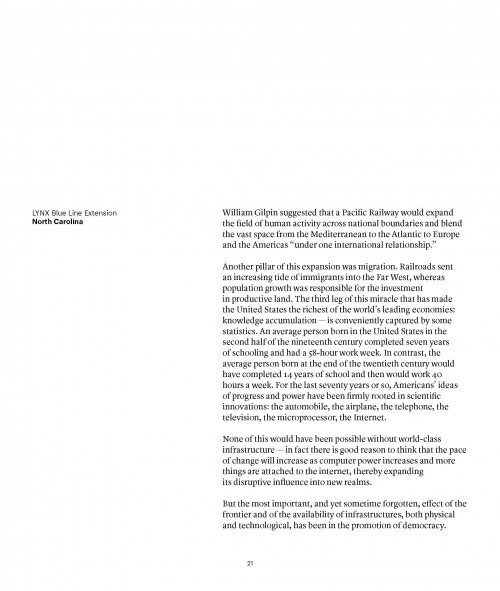 LYNX Blue Line Extension
North Carolina
William Gilpin suggested that a Pacific Railway would expand
the field of human activity across national boundaries and blend
the vast space from the Mediterranean to the Atlantic to Europe
and the Americas “under one international relationship.”
Another pillar of this expansion was migration. Railroads sent
an increasing tide of immigrants into the Far West, whereas
population growth was responsible for the investment
in productive land. The third leg of this miracle that has made
the United States the richest of the world’s leading economies:
knowledge accumulation — is conveniently captured by some
statistics. An average person born in the United States in the
second half of the nineteenth century completed seven years
of schooling and had a 58-hour work week. In contrast, the
average person born at the end of the twentieth century would
have completed 14 years of school and then would work 40
hours a week. For the last seventy years or so, Americans’ ideas
of progress and power have been firmly rooted in scientific
innovations: the automobile, the airplane, the telephone, the
television, the microprocessor, the Internet.
None of this would have been possible without world-class
infrastructure — in fact there is good reason to think that the pace
of change will increase as computer power increases and more
things are attached to the internet, thereby expanding
its disruptive influence into new realms.
But the most important, and yet sometime forgotten, effect of the
frontier and of the availability of infrastructures, both physical
and technological, has been in the promotion of democracy.
21